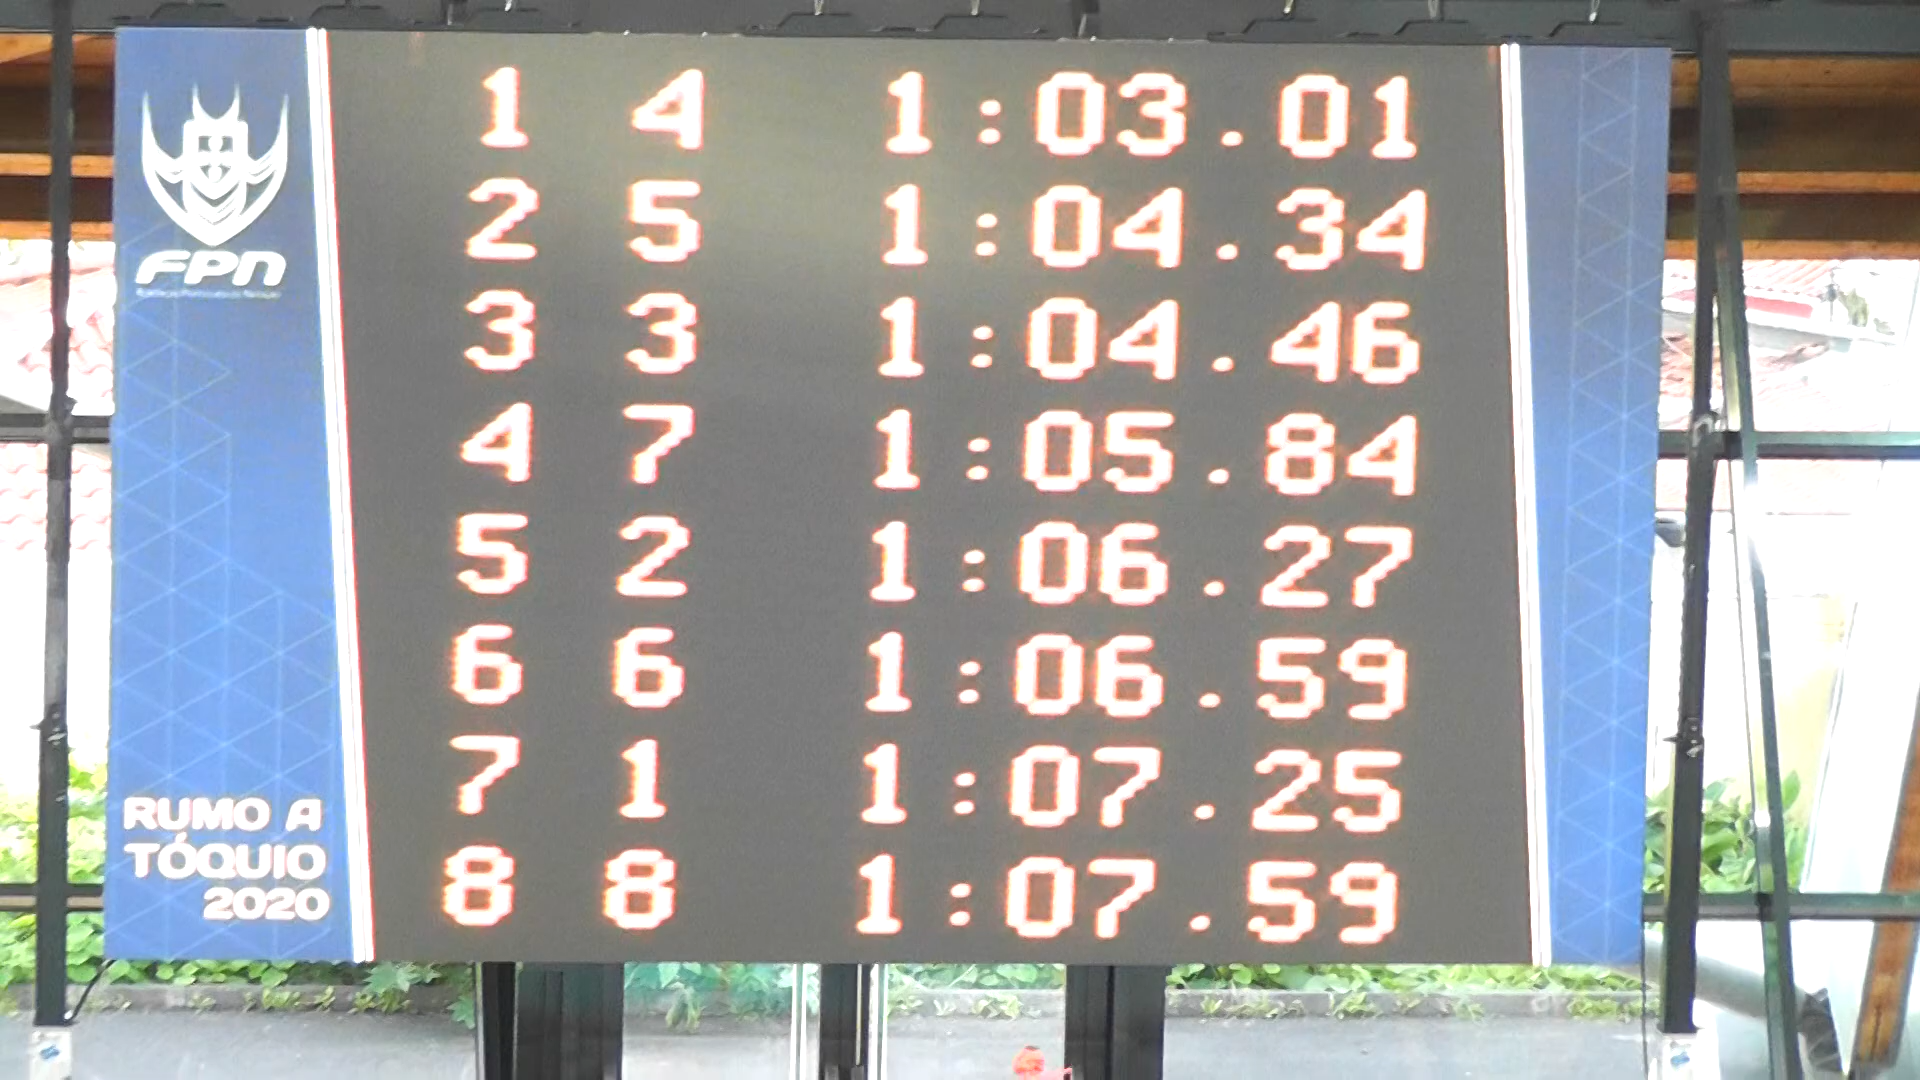 1 4 1:03.01
2 5 1:04.34
3 3 1:04.46
4 7 1:05.84
5 2 1:06.27
6 6 1:06.59
7 1 1:07.25
8 8 1:07.59
FPN
RUMO A
TÓQUIO
2020